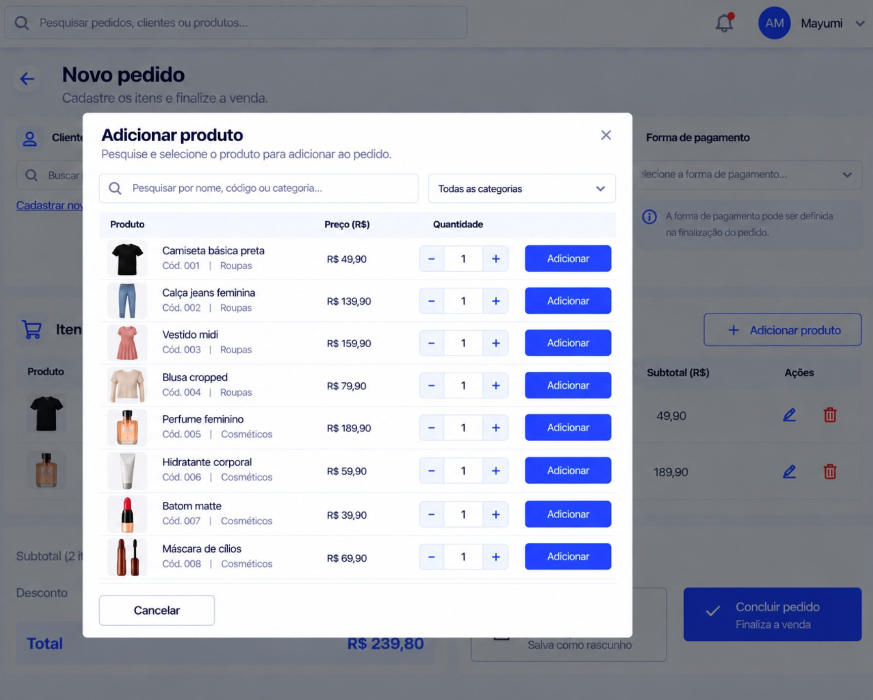 Pesquisar pedidos, clientes ou produtos...
AM
Mayumi
Novo pedido
Cadastre os itens e finalize a venda.
Buscar
Forma de pagamento
a forma de pagamento...
A forma de pagamento pode ser definida
na finalização do pedido.
Adicionar produto
Pesquise e selecione o produto para adicionar ao pedido.
Pesquisar por nome, código ou categoria...
Todas as categorias
Produto
Preço (R$)
Quantidade
Camiseta básica preta
Cód. 001 | Roupas
R$ 49,90
− 1 +
Adicionar
Calça jeans feminina
Cód. 002 | Roupas
R$ 139,90
− 1 +
Adicionar
Vestido midi
Cód. 003 | Roupas
R$ 159,90
− 1 +
Adicionar
Blusa cropped
Cód. 004 | Roupas
R$ 79,90
− 1 +
Adicionar
Perfume feminino
Cód. 005 | Cosméticos
R$ 189,90
− 1 +
Adicionar
Hidratante corporal
Cód. 006 | Cosméticos
R$ 59,90
− 1 +
Adicionar
Batom matte
Cód. 007 | Cosméticos
R$ 39,90
− 1 +
Adicionar
Máscara de cílios
Cód. 008 | Cosméticos
R$ 69,90
− 1 +
Adicionar
Cancelar
+ Adicionar produto
Produto
Subtotal (R$)
Ações
49,90
189,90
Subtotal (2
Desconto
Total
R$ 239,80
Salva como rascunho
Concluir pedido
Finaliza a venda